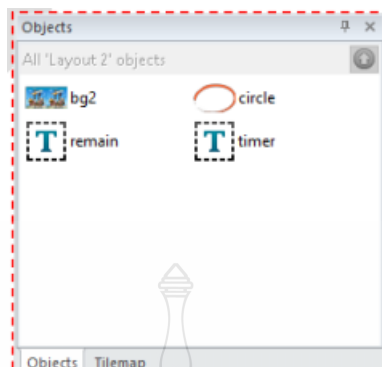 Objects
All 'Layout 2' objects
bg2 circle
T remain T timer
Objects Tilemap